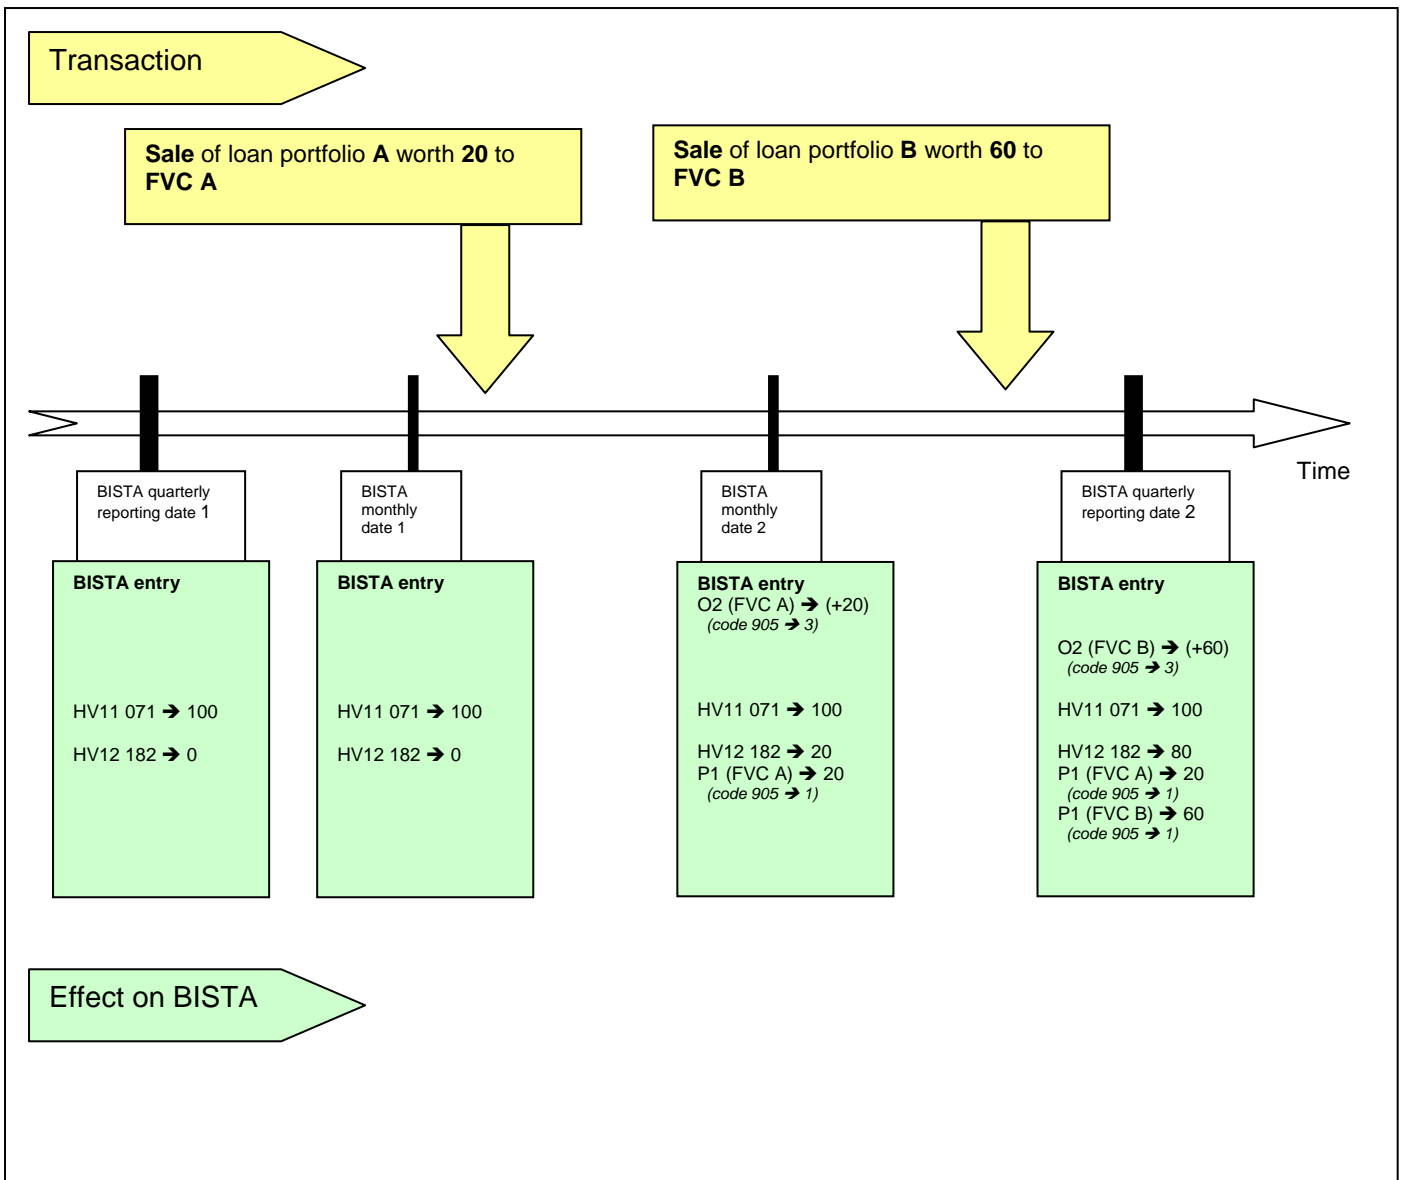 Transaction
Sale of loan portfolio A worth 20 to
FVC A
Sale of loan portfolio B worth 60 to
FVC B
Time
BISTA quarterly
reporting date 1
BISTA
monthly
date 1
BISTA
monthly
date 2
BISTA quarterly
reporting date 2
BISTA entry
HV11 071 ➔ 100
HV12 182 ➔ 0
BISTA entry
HV11 071 ➔ 100
HV12 182 ➔ 0
BISTA entry
O2 (FVC A) ➔ (+20)
(code 905 ➔ 3)
HV11 071 ➔ 100
HV12 182 ➔ 20
P1 (FVC A) ➔ 20
(code 905 ➔ 1)
BISTA entry
O2 (FVC B) ➔ (+60)
(code 905 ➔ 3)
HV11 071 ➔ 100
HV12 182 ➔ 80
P1 (FVC A) ➔ 20
(code 905 ➔ 1)
P1 (FVC B) ➔ 60
(code 905 ➔ 1)
Effect on BISTA